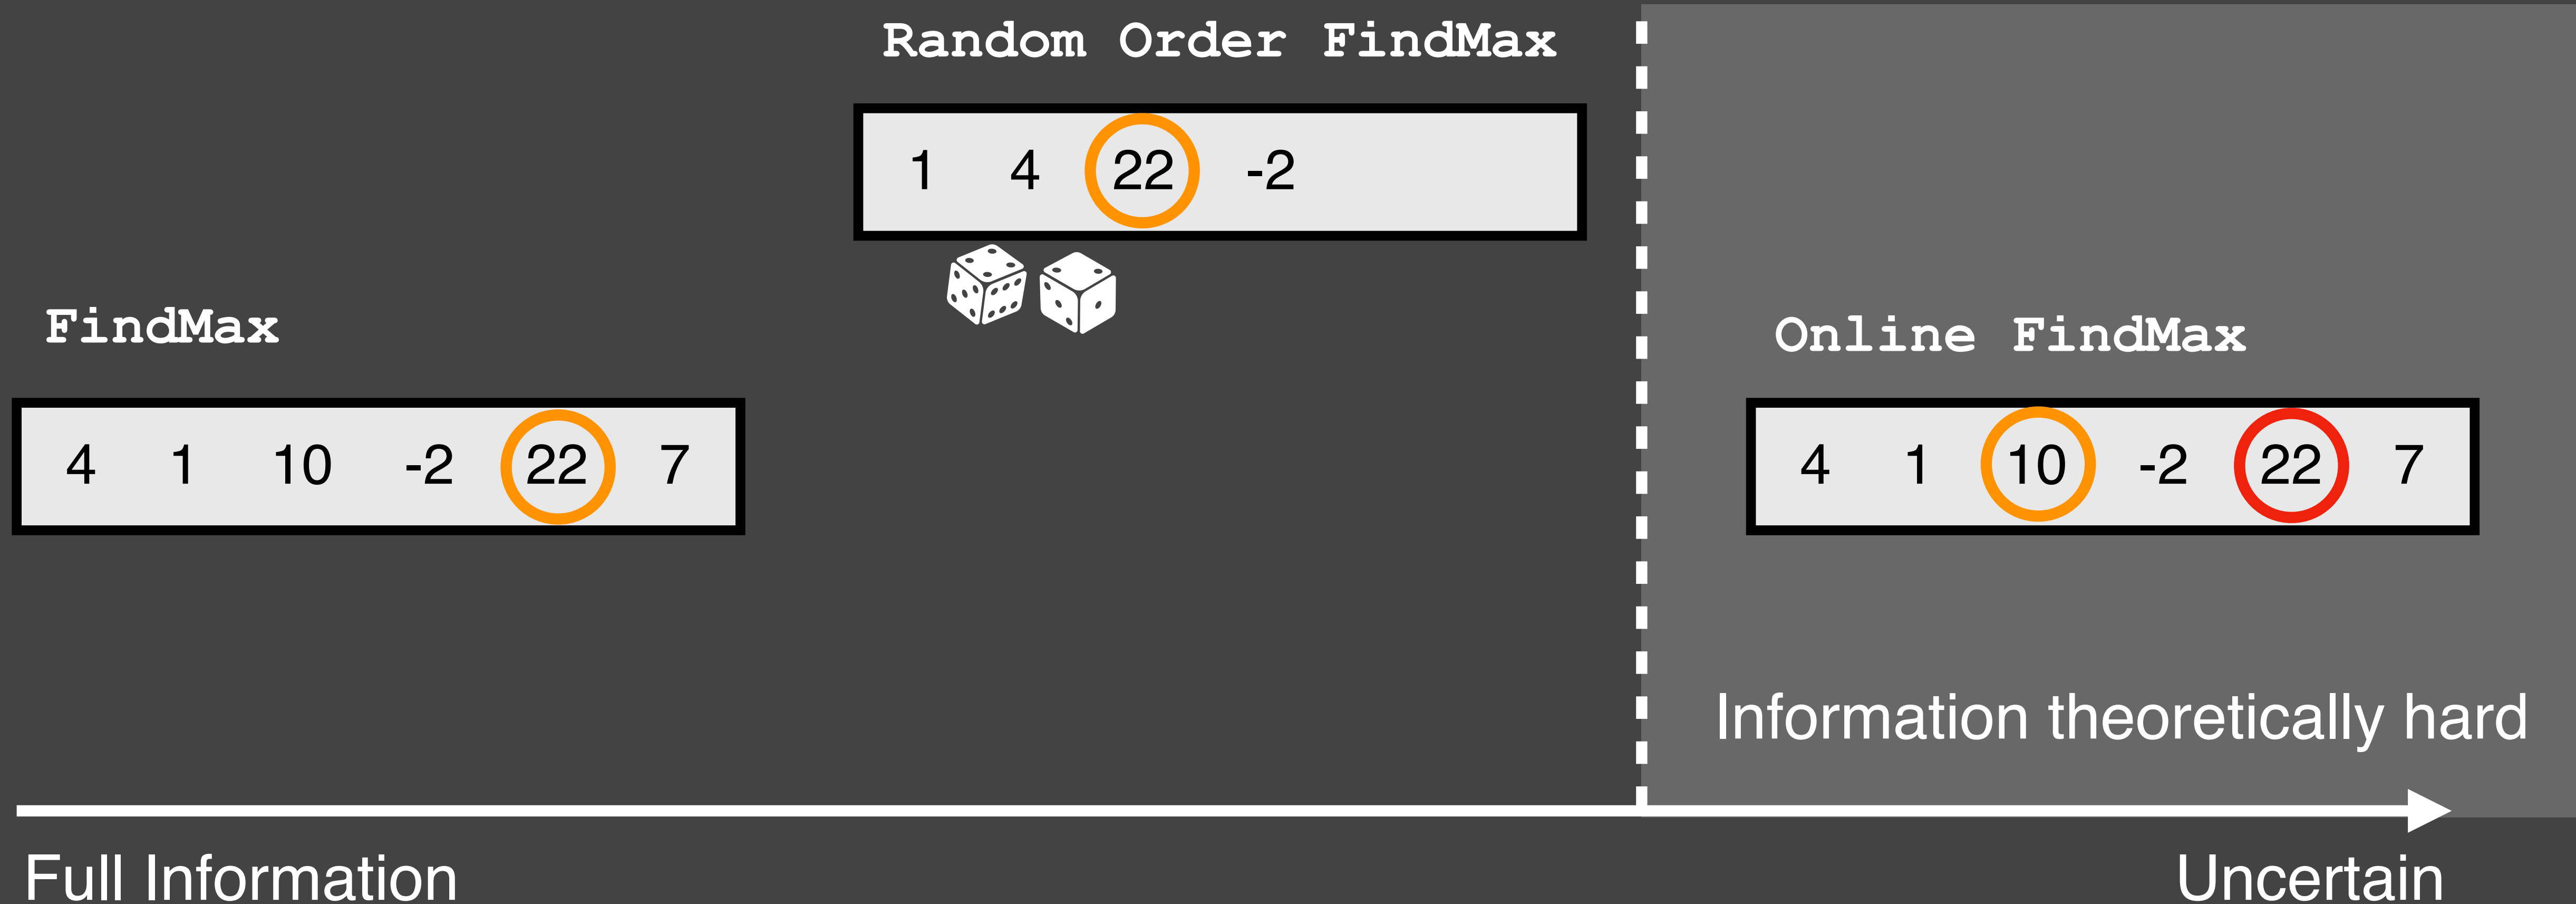 Random Order FindMax
1 4 22 -2
FindMax
4 1 10 -2 22 7
Online FindMax
4 1 10 -2 22 7
Information theoretically hard
Full Information
Uncertain